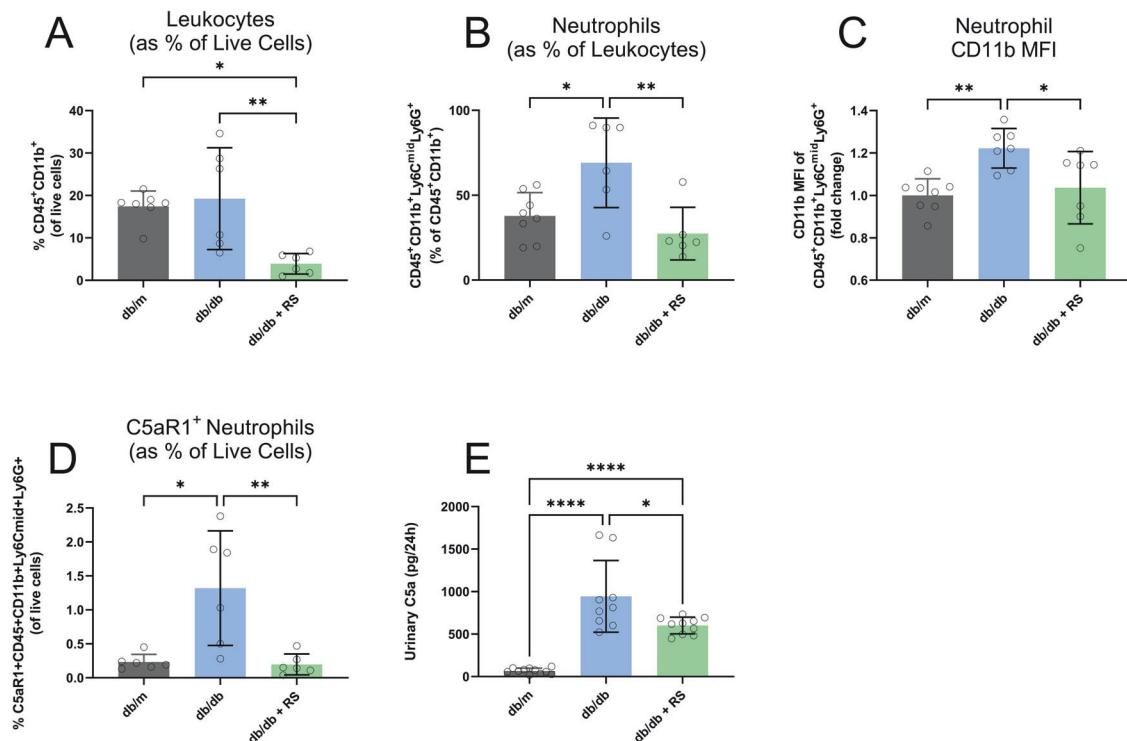 A
Leukocytes
(as % of Live Cells)
*
**
% CD45⁺CD11b⁺
(of live cells)
40
30
20
10
0
db/m
db/db
db/db + RS
B
Neutrophils
(as % of Leukocytes)
*
**
CD45⁺CD11b⁺Ly6Cᵐⁱᵈ Ly6G⁺
(% of CD45⁺CD11b⁺)
100
50
0
db/m
db/db
db/db + RS
C
Neutrophil
CD11b MFI
**
*
CD11b MFI of
CD45⁺CD11b⁺Ly6Cᵐⁱᵈ Ly6G⁺
(fold change)
1.4
1.2
1.0
0.8
0.6
db/m
db/db
db/db + RS
D
C5aR1⁺ Neutrophils
(as % of Live Cells)
*
**
% C5aR1+CD45+CD11b+Ly6Cmid+Ly6G+
(of live cells)
2.5
2.0
1.5
1.0
0.5
0.0
db/m
db/db
db/db + RS
E
****
****
*
Urinary C5a (pg/24h)
2000
1500
1000
500
0
db/m
db/db
db/db + RS